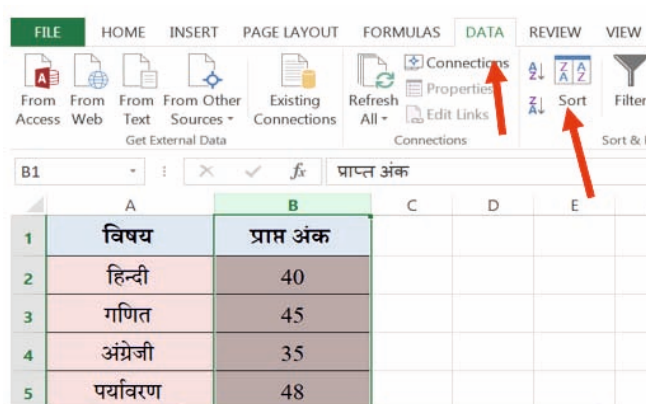 FILE HOME INSERT PAGE LAYOUT FORMULAS DATA REVIEW VIEW
From Access From Web From Text From Other Sources Existing Connections Refresh All Connections Properties Edit Links Sort Filter
Get External Data Connections Sort &
B1 fx प्राप्त अंक
A B C D E
1 विषय प्राप्त अंक
2 हिन्दी 40
3 गणित 45
4 अंग्रेजी 35
5 पर्यावरण 48